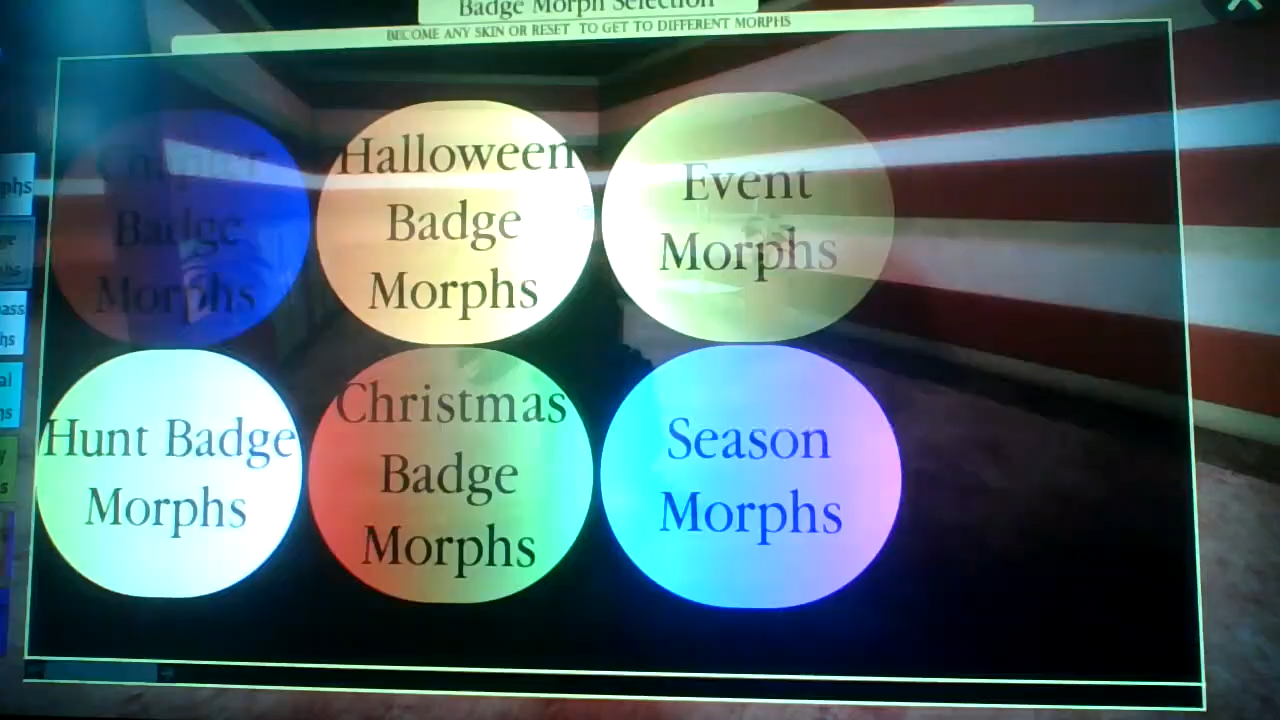 Badge Morph Selection
BECOME ANY SKIN OR RESET TO GET TO DIFFERENT MORPHS
Chapter
Badge
Morphs
Halloween
Badge
Morphs
Event
Morphs
Hunt Badge
Morphs
Christmas
Badge
Morphs
Season
Morphs